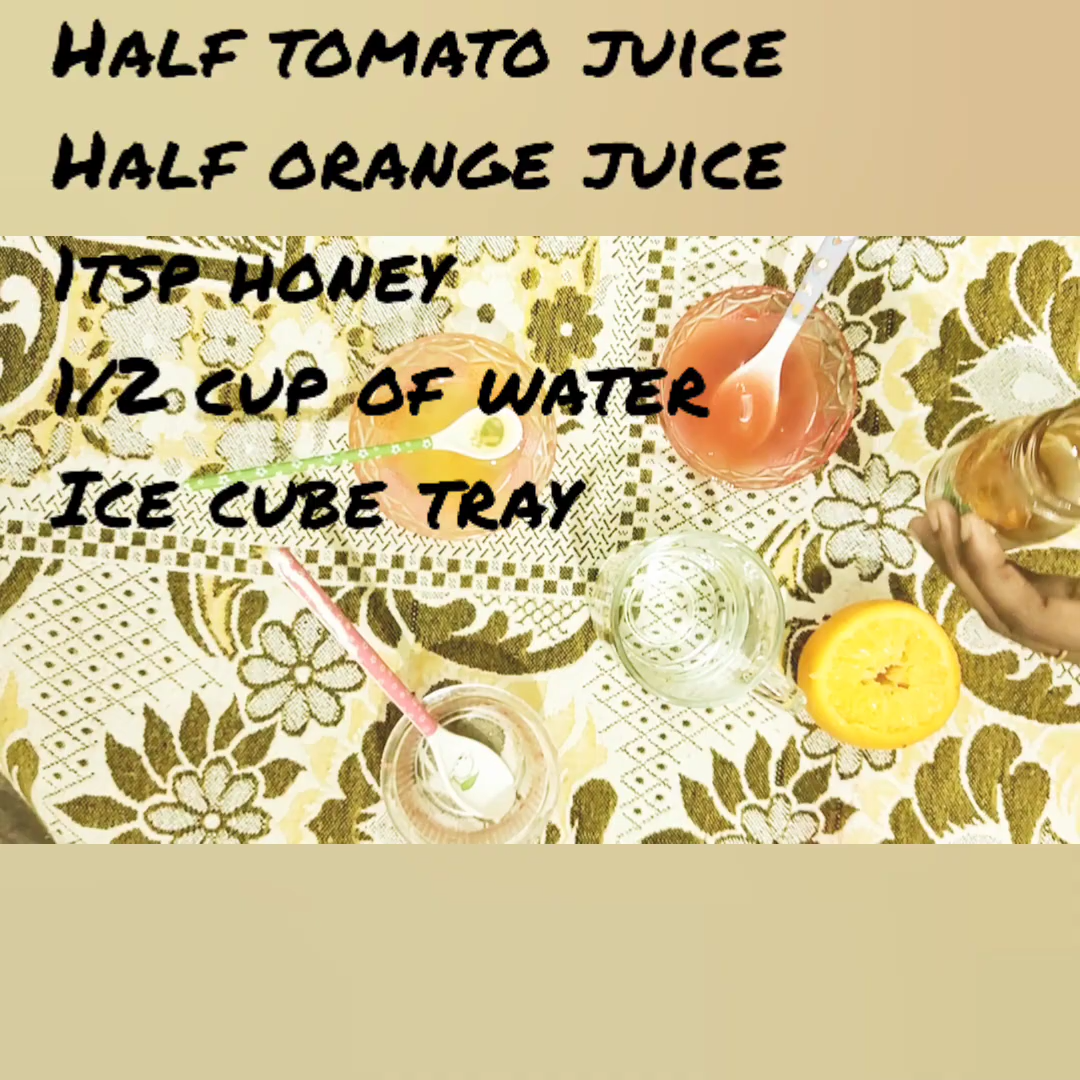 Half tomato juice
Half orange juice
1tsp honey
1/2 cup of water
Ice cube tray